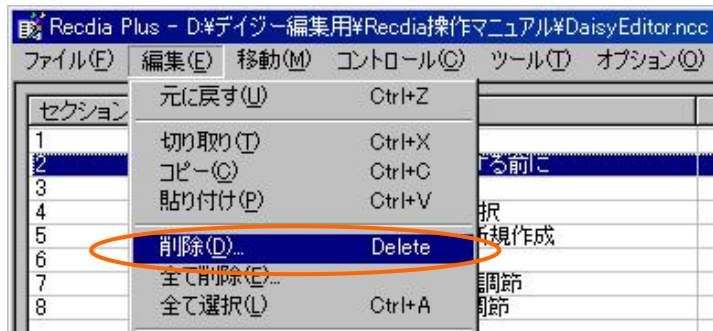 Recdia Plus - D:¥デイジー編集用¥Recdia操作マニュアル¥DaisyEditor.ncc
ファイル(F) 編集(E) 移動(M) コントロール(C) ツール(T) オプション(O)
セクション 元に戻す(U) Ctrl+Z
1 切り取り(T) Ctrl+X
2 コピー(C) Ctrl+C する前に
3 貼り付け(P) Ctrl+V
4 択
5 削除(D)... Delete 新規作成
6 全て削除(E)...
7 調節
8 全て選択(L) Ctrl+A 調節